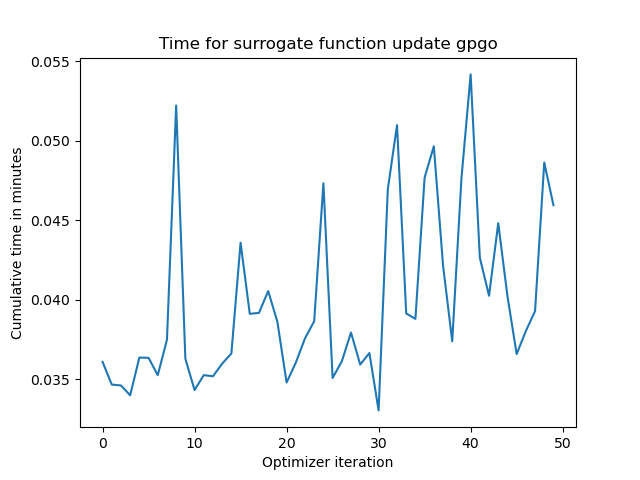 Time for surrogate function update gpgo
0.055
0.050
0.045
0.040
0.035
Cumulative time in minutes
0 10 20 30 40 50
Optimizer iteration